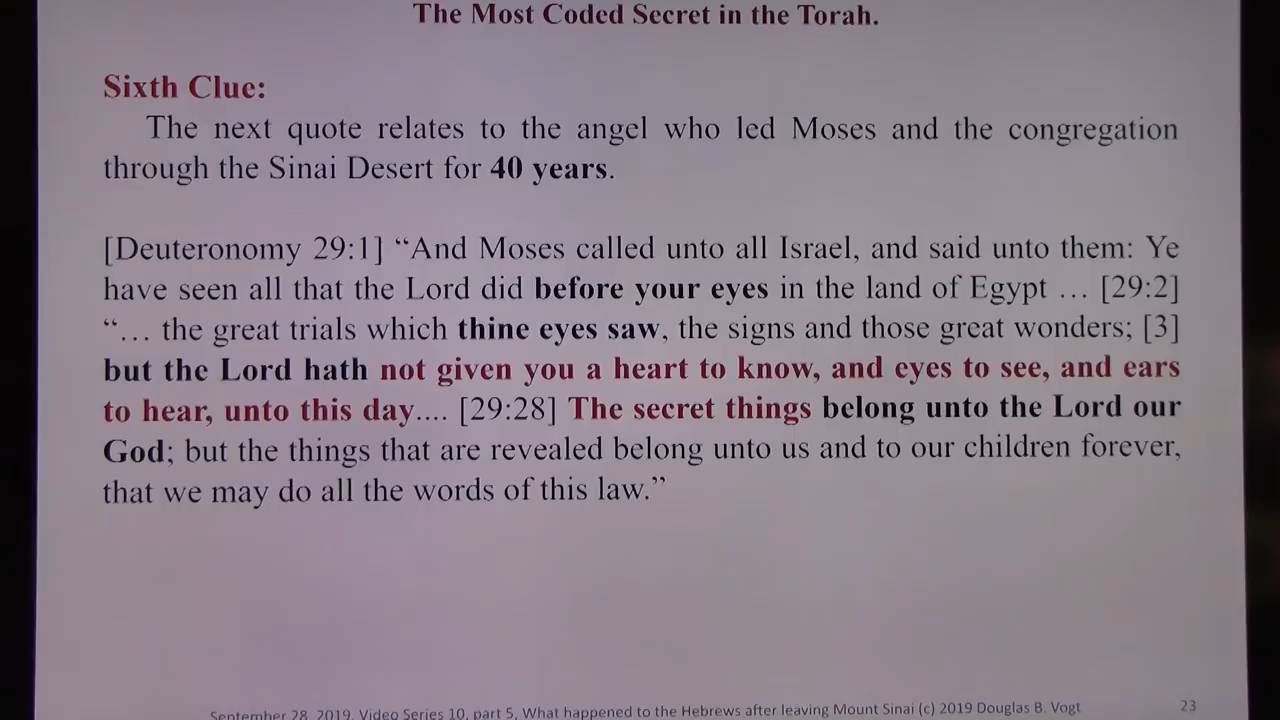 The Most Coded Secret in the Torah.
Sixth Clue:
The next quote relates to the angel who led Moses and the congregation
through the Sinai Desert for 40 years.
[Deuteronomy 29:1] “And Moses called unto all Israel, and said unto them: Ye
have seen all that the Lord did before your eyes in the land of Egypt … [29:2]
“… the great trials which thine eyes saw, the signs and those great wonders; [3]
but the Lord hath not given you a heart to know, and eyes to see, and ears
to hear, unto this day.... [29:28] The secret things belong unto the Lord our
God; but the things that are revealed belong unto us and to our children forever,
that we may do all the words of this law.”
September 28, 2019. Video Series 10, part 5, What happened to the Hebrews after leaving Mount Sinai (c) 2019 Douglas B. Vogt
23